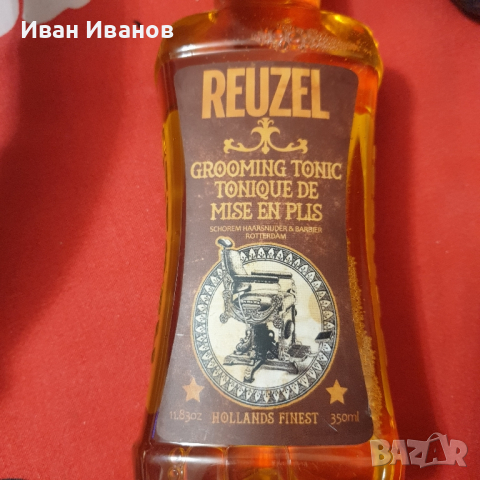 Иван Иванов
REUZEL
GROOMING TONIC
TONIQUE DE
MISE EN PLIS
SCHOREM HAARSNIJDER & BARBIER
ROTTERDAM
11.83oz HOLLANDS FINEST 350ml
BAZAR